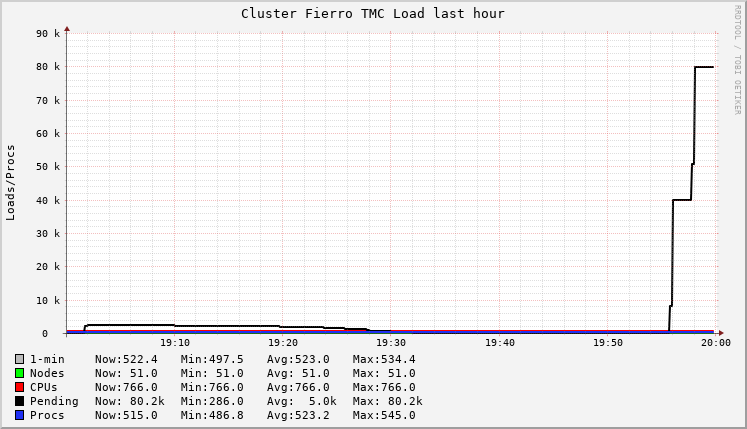 Cluster Fierro TMC Load last hour
RRDTOOL / TOBI OETIKER
Loads/Procs
90 k
80 k
70 k
60 k
50 k
40 k
30 k
20 k
10 k
0
19:10 19:20 19:30 19:40 19:50 20:00
1-min Now:522.4 Min:497.5 Avg:523.0 Max:534.4
Nodes Now: 51.0 Min: 51.0 Avg: 51.0 Max: 51.0
CPUs Now:766.0 Min:766.0 Avg:766.0 Max:766.0
Pending Now: 80.2k Min:286.0 Avg: 5.0k Max: 80.2k
Procs Now:515.0 Min:486.8 Avg:523.2 Max:545.0